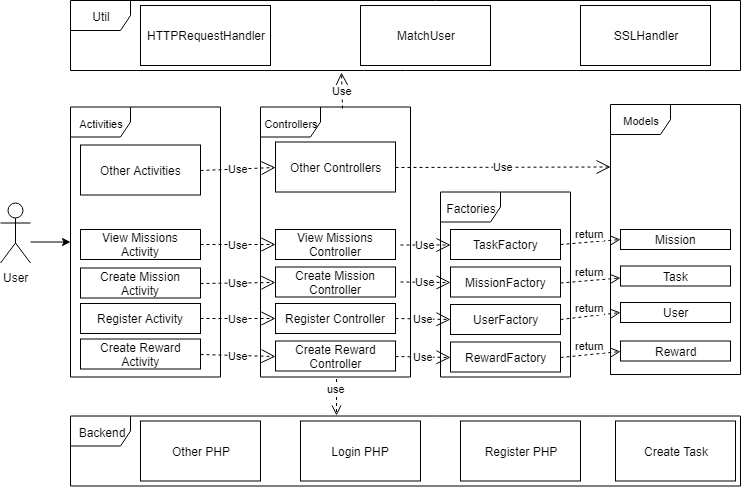 Util
HTTPRequestHandler
MatchUser
SSLHandler
Use
Activities
Controllers
Models
Other Activities
Use
Other Controllers
Use
Factories
User
View Missions
Activity
Use
View Missions
Controller
Use
TaskFactory
return
Mission
Create Mission
Activity
Use
Create Mission
Controller
Use
MissionFactory
return
Task
Register Activity
Use
Register Controller
Use
UserFactory
return
User
Create Reward
Activity
Use
Create Reward
Controller
Use
RewardFactory
return
Reward
use
Backend
Other PHP
Login PHP
Register PHP
Create Task